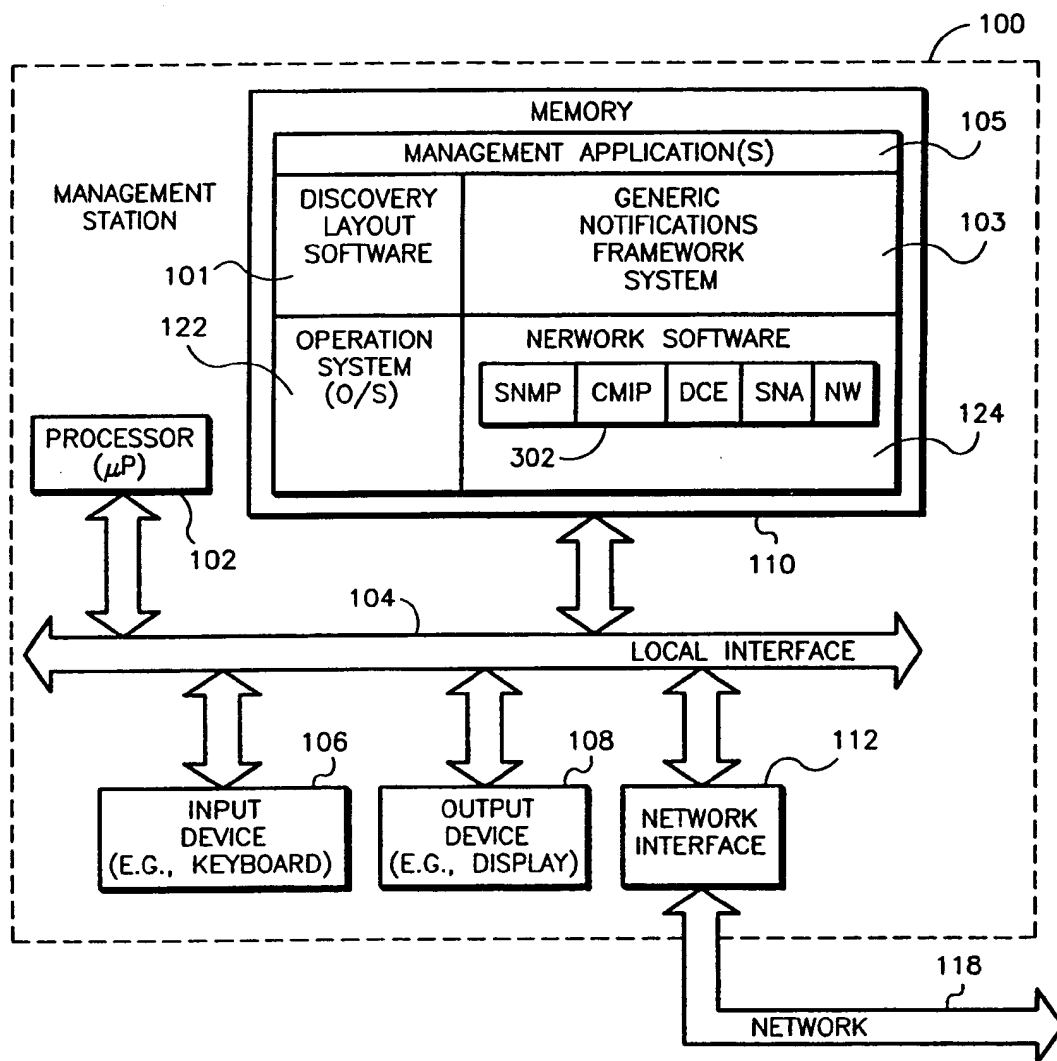 100
MEMORY
105
MANAGEMENT APPLICATION(S)
MANAGEMENT
STATION
DISCOVERY
LAYOUT
SOFTWARE
GENERIC
NOTIFICATIONS
FRAMEWORK
SYSTEM
103
101
122
OPERATION
SYSTEM
(O/S)
NERWORK SOFTWARE
SNMP
CMIP
DCE
SNA
NW
302
124
PROCESSOR
(μP)
102
110
104
LOCAL INTERFACE
106
108
112
INPUT
DEVICE
(E.G., KEYBOARD)
OUTPUT
DEVICE
(E.G., DISPLAY)
NETWORK
INTERFACE
118
NETWORK